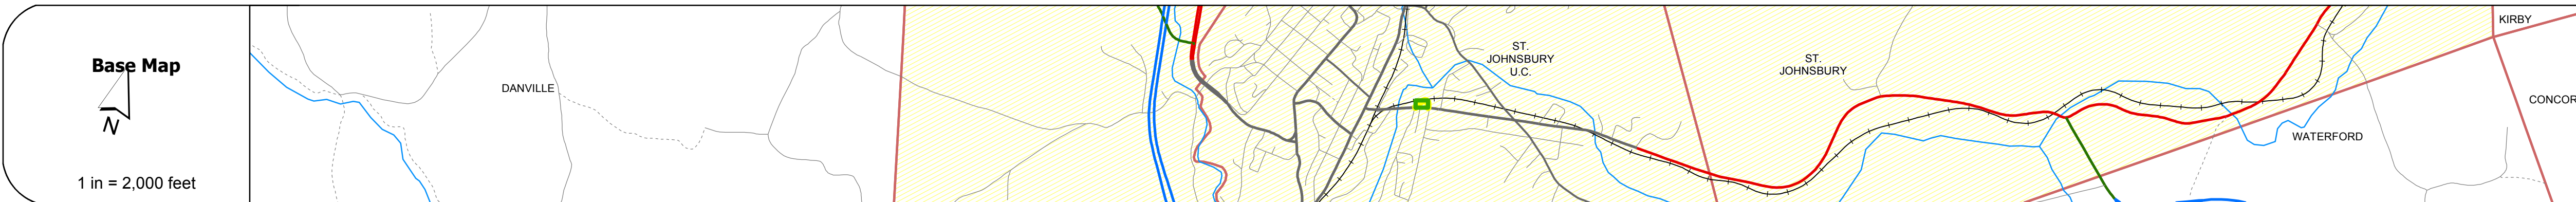 Base Map
N
1 in = 2,000 feet
DANVILLE
ST.
JOHNSBURY
U.C.
ST.
JOHNSBURY
KIRBY
CONCOR
WATERFORD